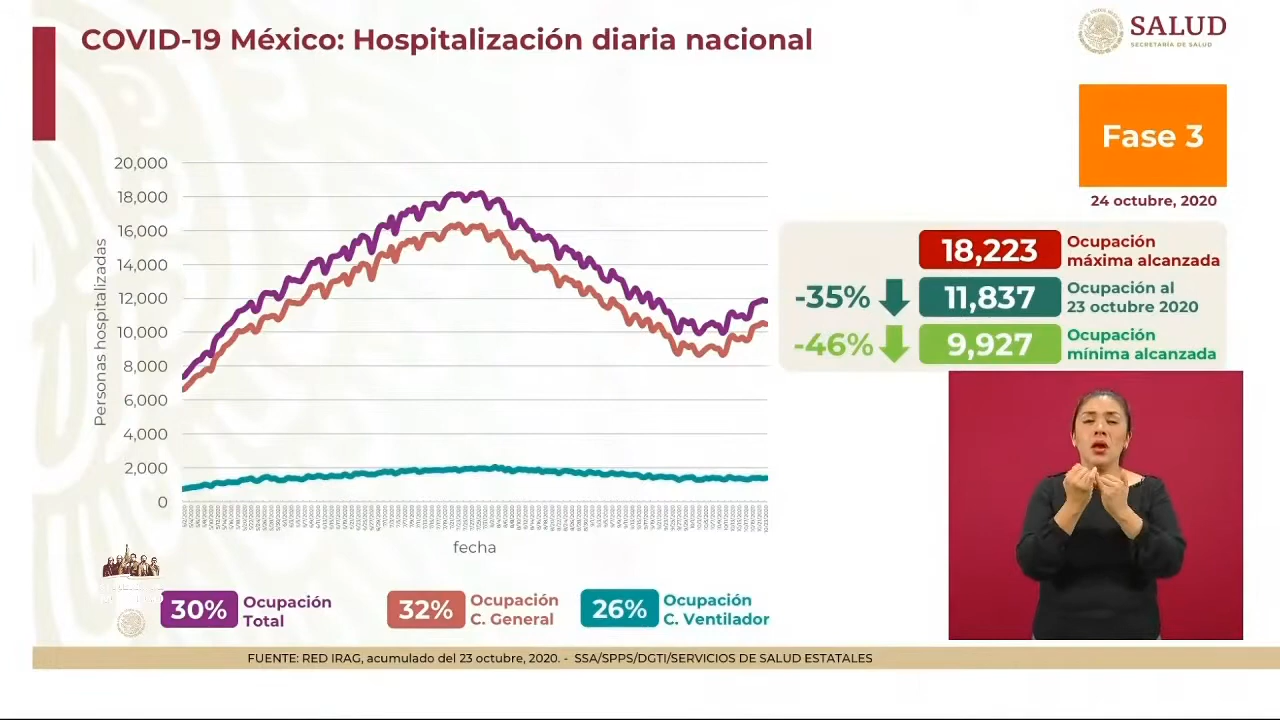 COVID-19 México: Hospitalización diaria nacional
SALUD
SECRETARÍA DE SALUD
Fase 3
24 octubre, 2020
20,000
18,000
16,000
14,000
12,000
10,000
8,000
6,000
4,000
2,000
0
Personas hospitalizadas
fecha
18,223
Ocupación
máxima alcanzada
-35%
11,837
Ocupación al
23 octubre 2020
-46%
9,927
Ocupación
mínima alcanzada
30%
Ocupación
Total
32%
Ocupación
C. General
26%
Ocupación
C. Ventilador
FUENTE: RED IRAG, acumulado del 23 octubre, 2020. - SSA/SPPS/DGTI/SERVICIOS DE SALUD ESTATALES